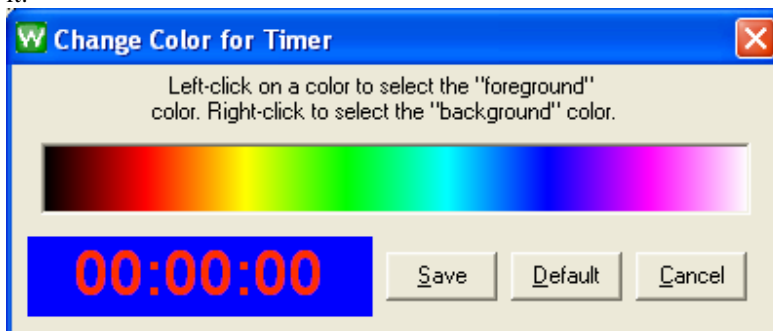 it.
W Change Color for Timer
Left-click on a color to select the "foreground"
color. Right-click to select the "background" color.
00:00:00 Save Default Cancel